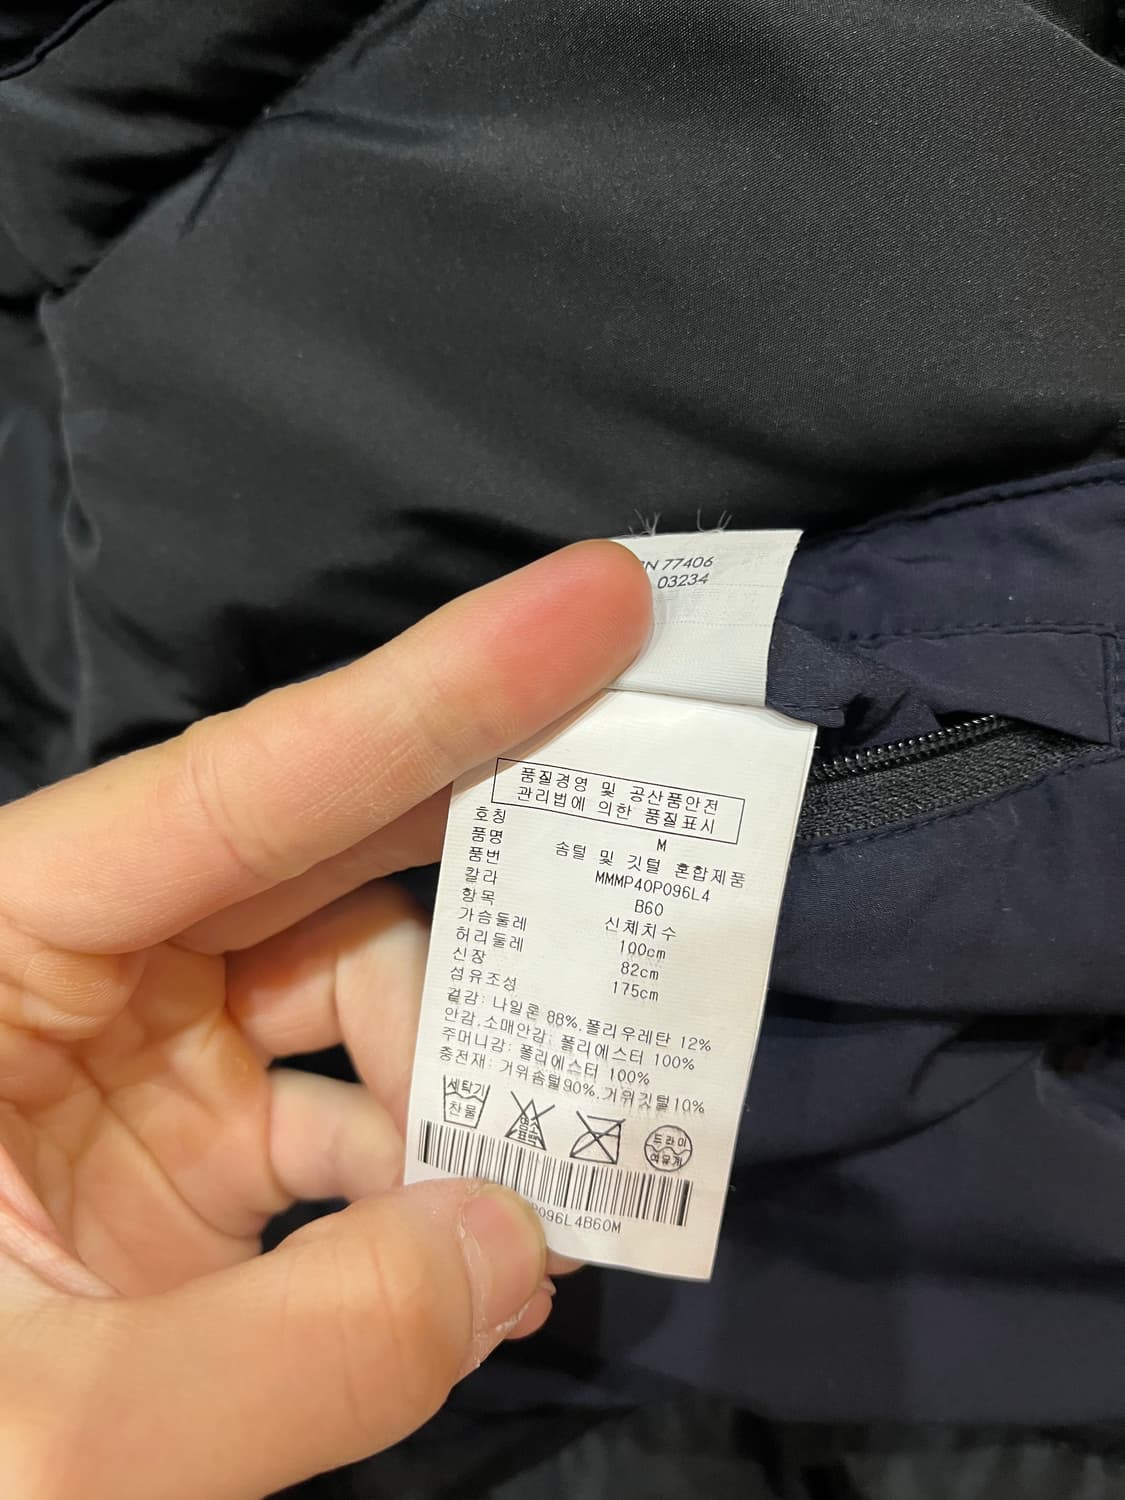 N 77406
03234
품질경영 및 공산품안전
관리법에 의한 품질표시
호칭 M
품명 솜털 및 깃털 혼합제품
품번 MMMP40P096L4
칼라 B60
항목 신체치수
가슴둘레 100cm
허리둘레 82cm
신장 175cm
섬유조성
겉감: 나일론 88%.폴리우레탄 12%
안감,소매안감: 폴리에스터 100%
주머니감: 폴리에스터 100%
충전재: 거위솜털90%.거위깃털10%
세탁기
찬물
염소
표백
드라이
P096L4B60M